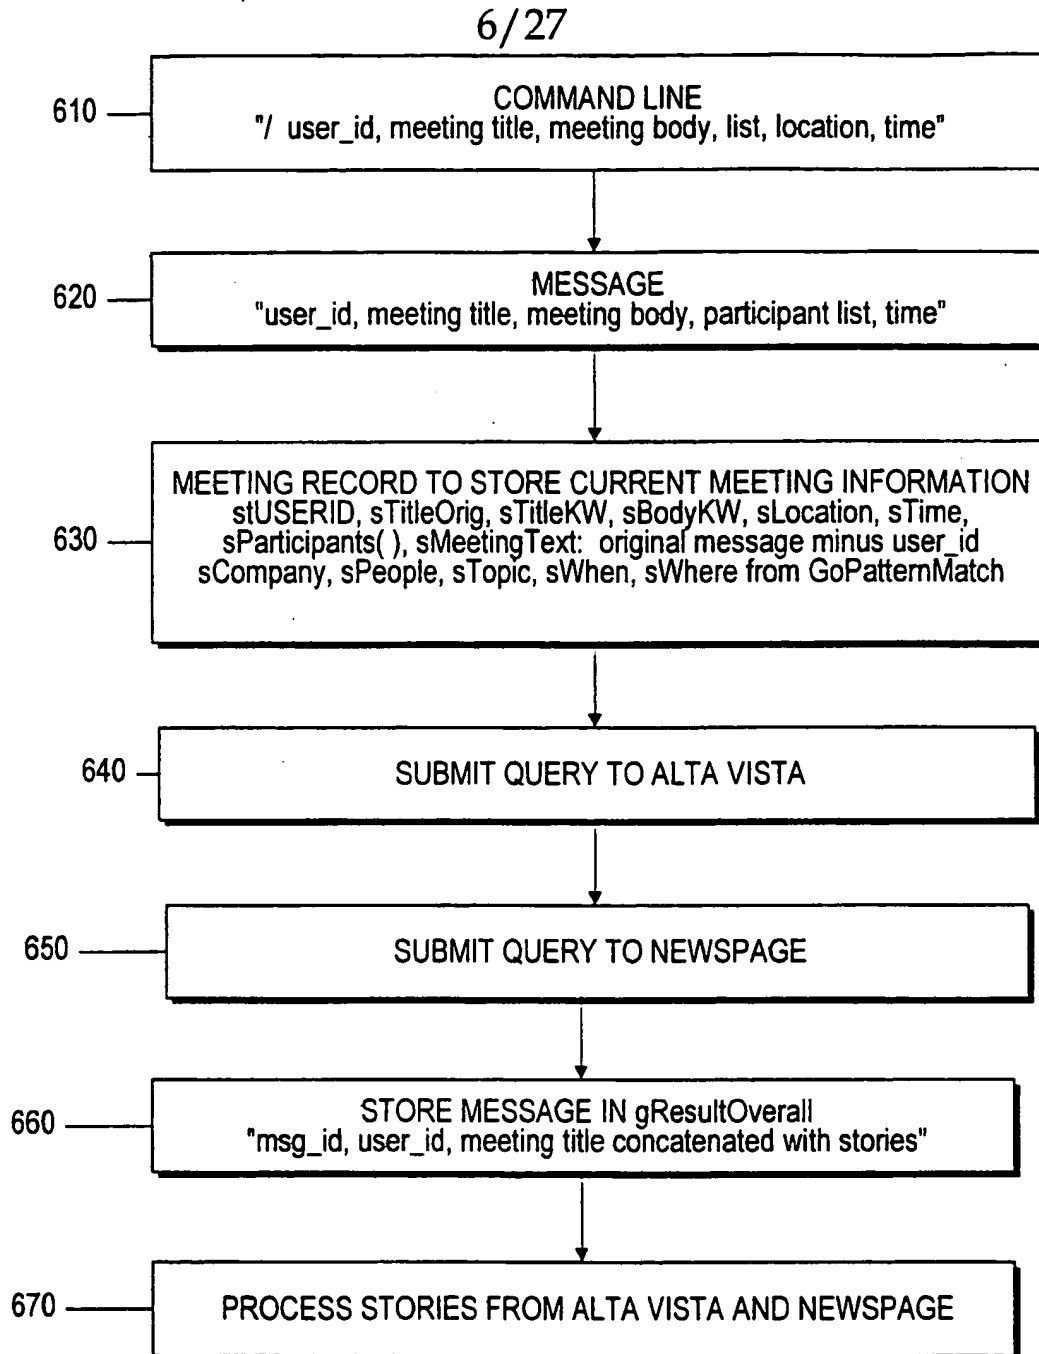 6/27
610
COMMAND LINE
"/ user_id, meeting title, meeting body, list, location, time"
620
MESSAGE
"user_id, meeting title, meeting body, participant list, time"
630
MEETING RECORD TO STORE CURRENT MEETING INFORMATION
stUSERID, sTitleOrig, sTitleKW, sBodyKW, sLocation, sTime,
sParticipants( ), sMeetingText: original message minus user_id
sCompany, sPeople, sTopic, sWhen, sWhere from GoPatternMatch
640
SUBMIT QUERY TO ALTA VISTA
650
SUBMIT QUERY TO NEWSPAGE
660
STORE MESSAGE IN gResultOverall
"msg_id, user_id, meeting title concatenated with stories"
670
PROCESS STORIES FROM ALTA VISTA AND NEWSPAGE